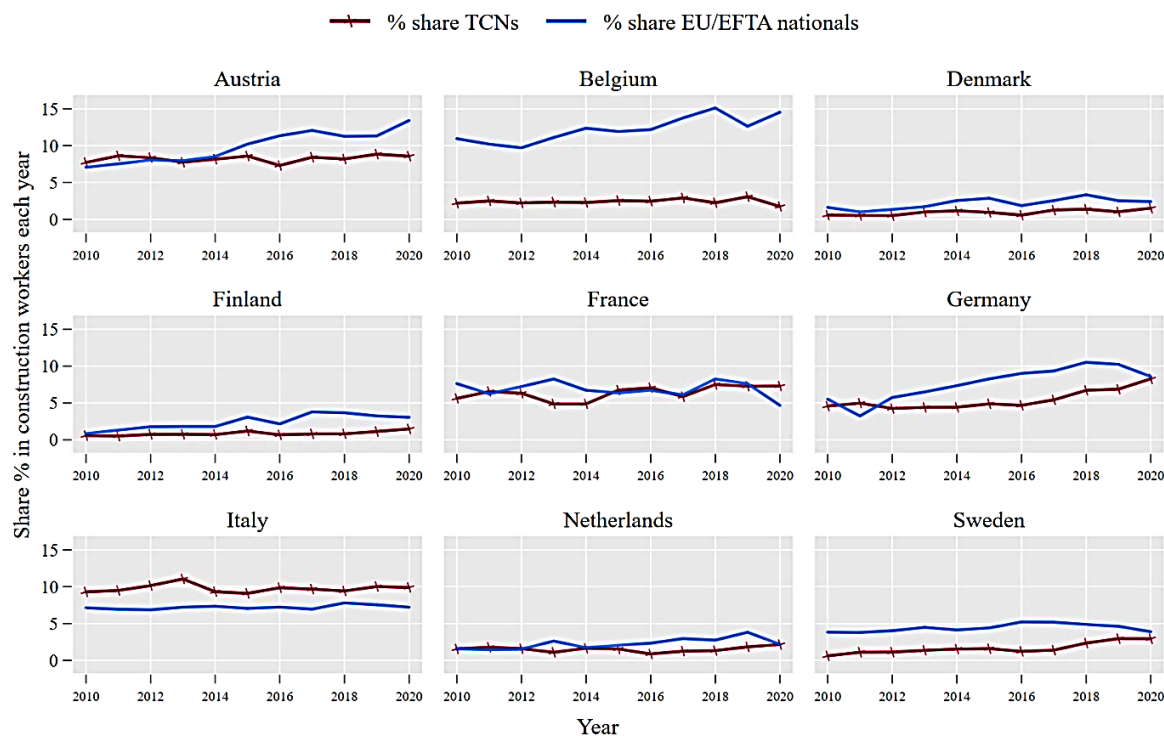 % share TCNs % share EU/EFTA nationals
Austria Belgium Denmark
15
10
5
0
2010 2012 2014 2016 2018 2020 2010 2012 2014 2016 2018 2020 2010 2012 2014 2016 2018 2020
Finland France Germany
15
10
5
0
2010 2012 2014 2016 2018 2020 2010 2012 2014 2016 2018 2020 2010 2012 2014 2016 2018 2020
Italy Netherlands Sweden
15
10
5
0
2010 2012 2014 2016 2018 2020 2010 2012 2014 2016 2018 2020 2010 2012 2014 2016 2018 2020
Share % in construction workers each year
Year